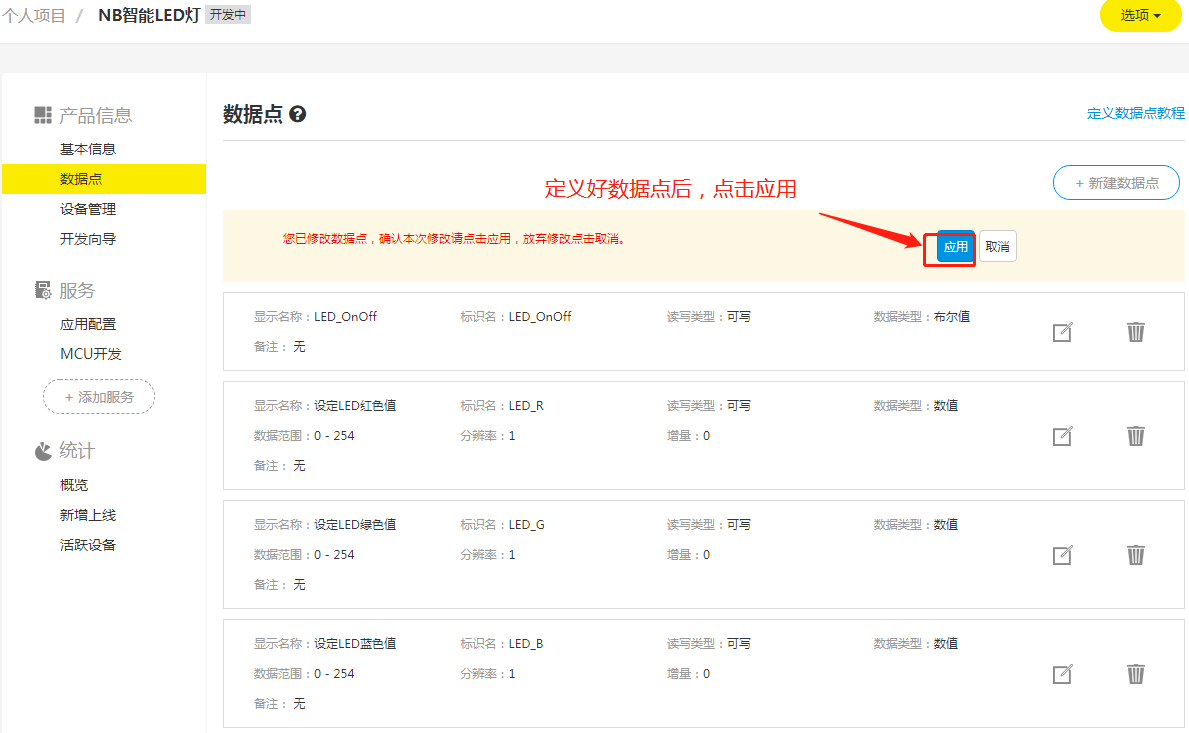 个人项目 / NB智能LED灯 开发中
选项
产品信息
基本信息
数据点
设备管理
开发向导
服务
应用配置
MCU开发
+ 添加服务
统计
概览
新增上线
活跃设备
数据点 ?
定义数据点教程
定义好数据点后，点击应用
+ 新建数据点
您已修改数据点，确认本次修改请点击应用，放弃修改点击取消。
应用 取消
显示名称：LED_OnOff 标识名：LED_OnOff 读写类型：可写 数据类型：布尔值
备注： 无
显示名称：设定LED红色值 标识名：LED_R 读写类型：可写 数据类型：数值
数据范围：0 - 254 分辨率：1 增量：0
备注： 无
显示名称：设定LED绿色值 标识名：LED_G 读写类型：可写 数据类型：数值
数据范围：0 - 254 分辨率：1 增量：0
备注： 无
显示名称：设定LED蓝色值 标识名：LED_B 读写类型：可写 数据类型：数值
数据范围：0 - 254 分辨率：1 增量：0
备注： 无